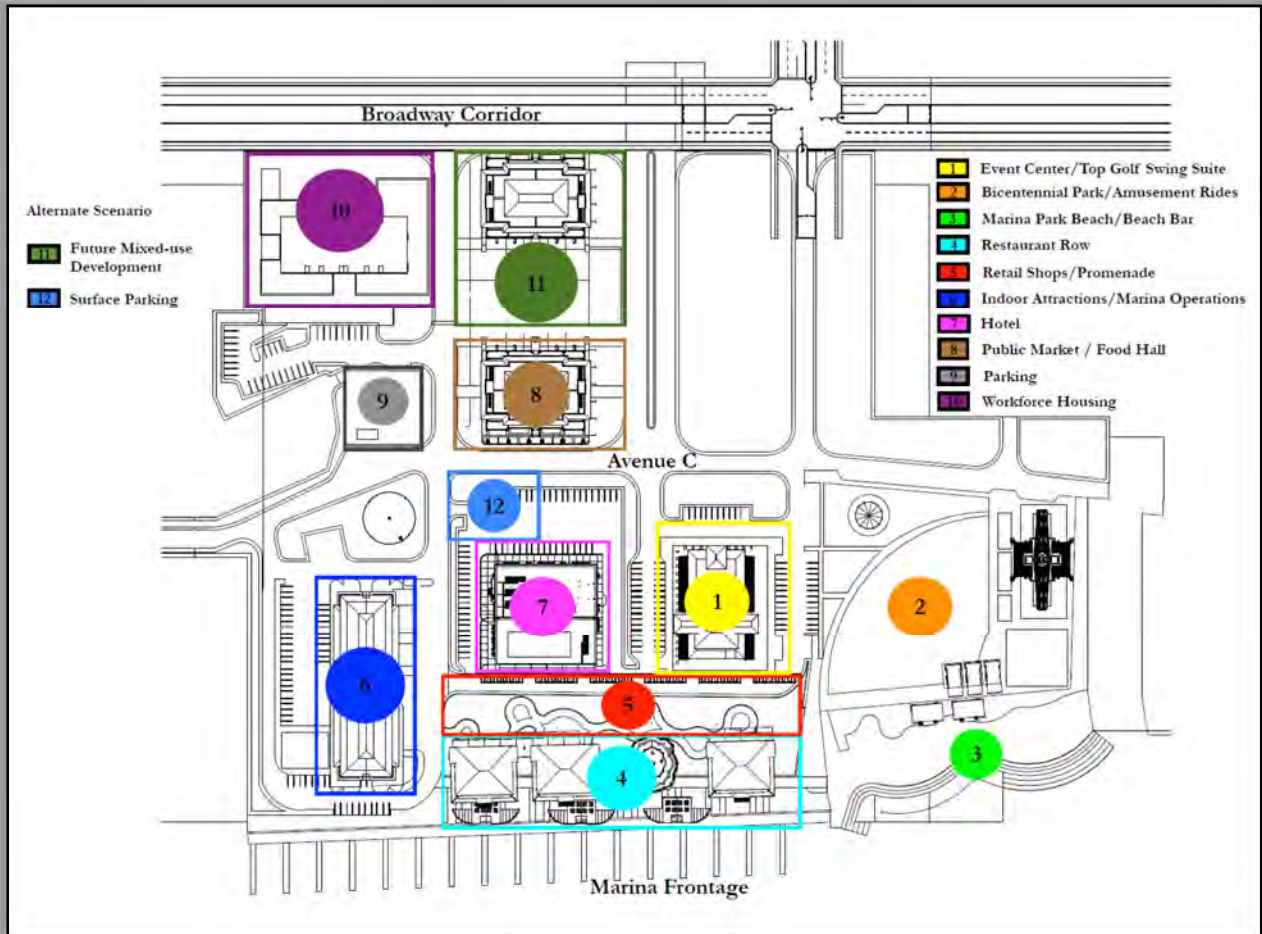 Broadway Corridor
Alternate Scenario
11 Future Mixed-use
Development
12 Surface Parking
1 Event Center/Top Golf Swing Suite
2 Bicentennial Park/Amusement Rides
3 Marina Park Beach/Beach Bar
4 Restaurant Row
5 Retail Shops/Promenade
6 Indoor Attractions/Marina Operations
7 Hotel
8 Public Market / Food Hall
9 Parking
10 Workforce Housing
10
11
9
8
Avenue C
12
7
1
2
6
5
4
3
Marina Frontage